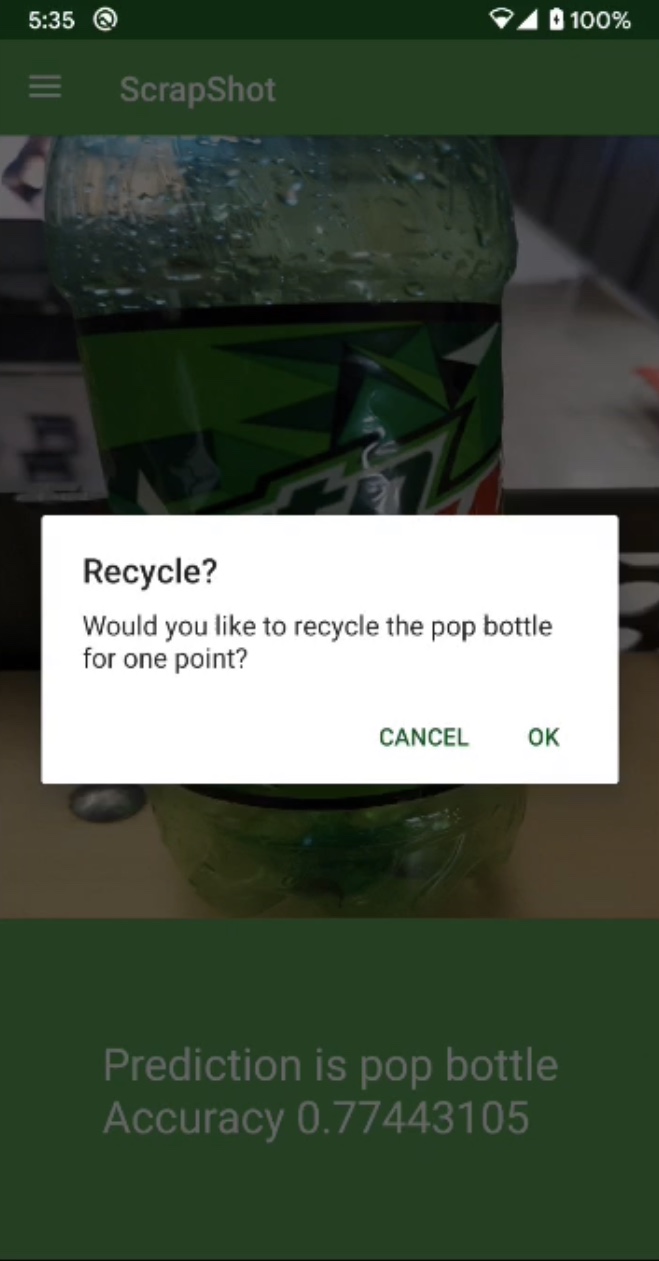 5:35 100%
ScrapShot
Recycle?
Would you like to recycle the pop bottle
for one point?
CANCEL OK
Prediction is pop bottle
Accuracy 0.77443105